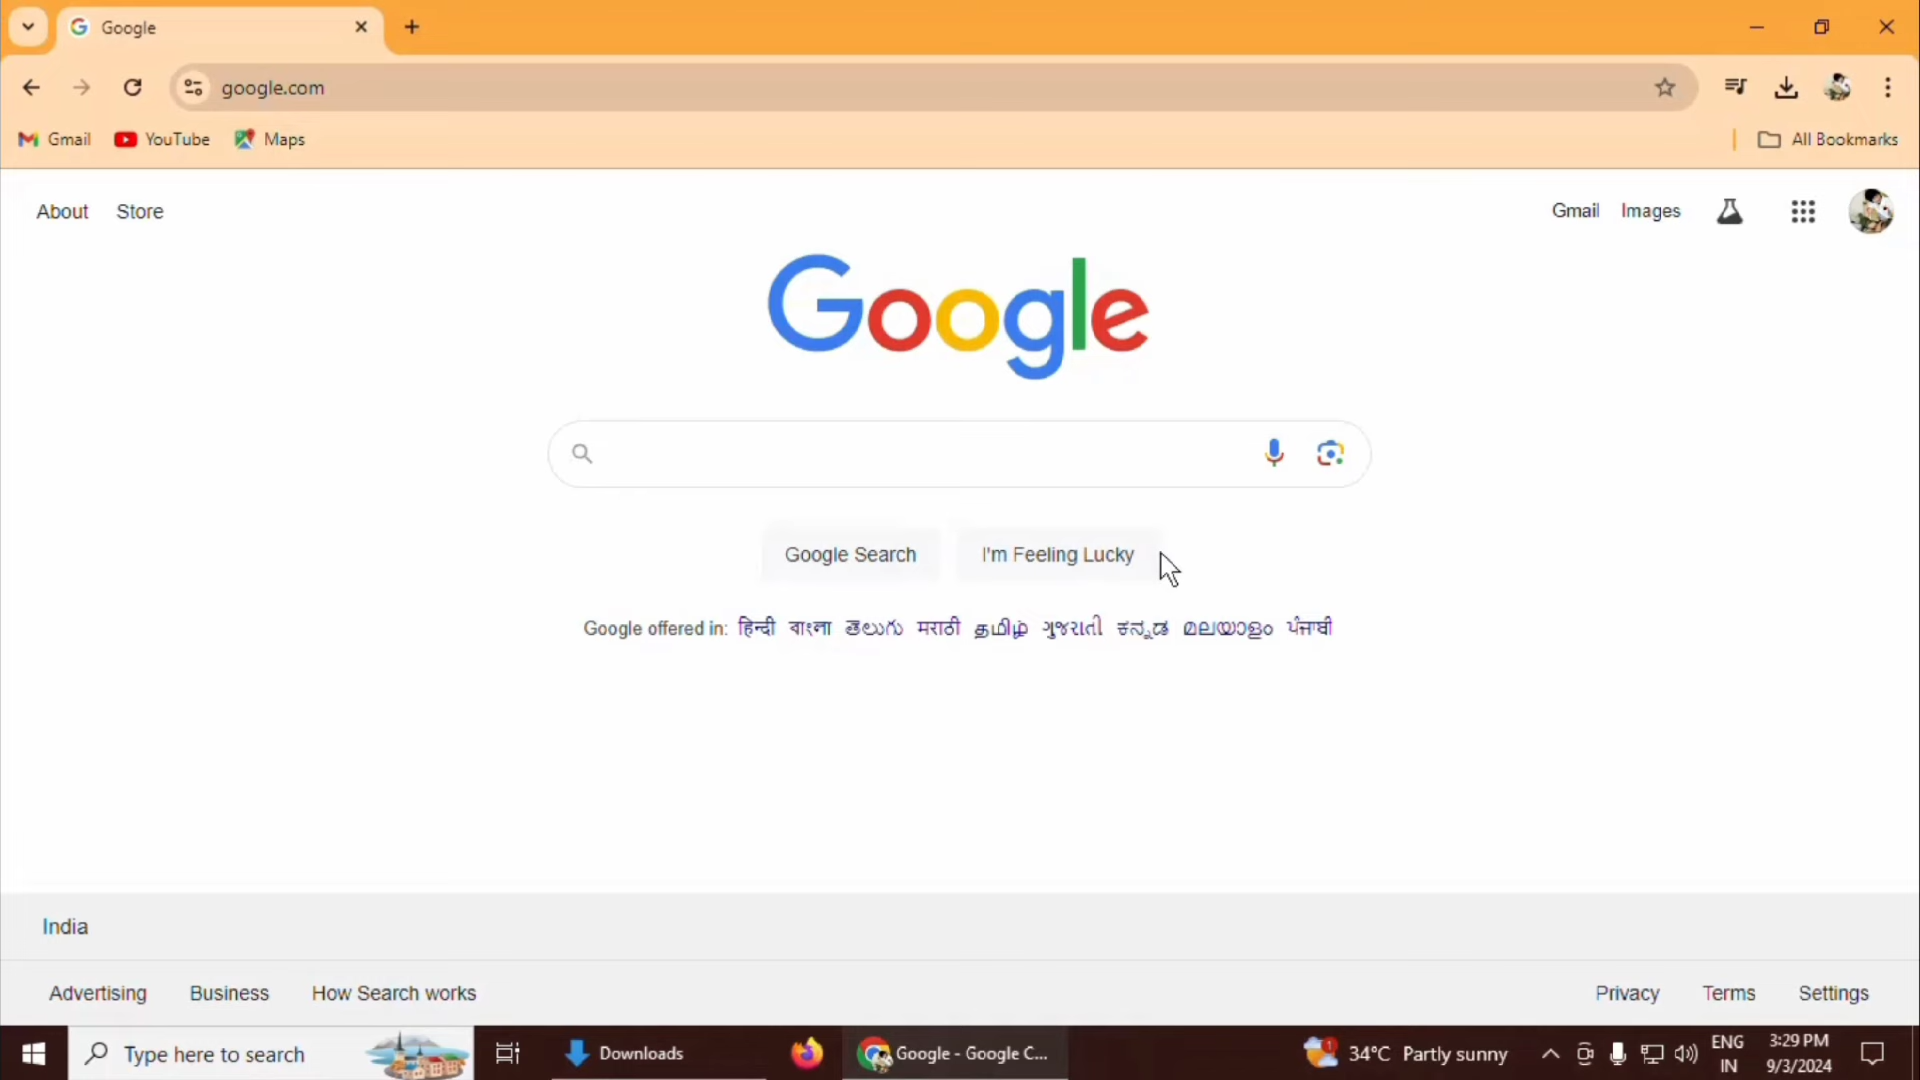 Google
google.com
Gmail YouTube Maps All Bookmarks
About Store Gmail Images
Google
Google Search I'm Feeling Lucky
Google offered in: हिन्दी বাংলা తెలుగు मराठी தமிழ் ગુજરાતી ಕನ್ನಡ മലയാളം ਪੰਜਾਬੀ
India
Advertising Business How Search works Privacy Terms Settings
Type here to search Downloads Google - Google C... 1 34°C Partly sunny ENG 3:29 PM
IN 9/3/2024